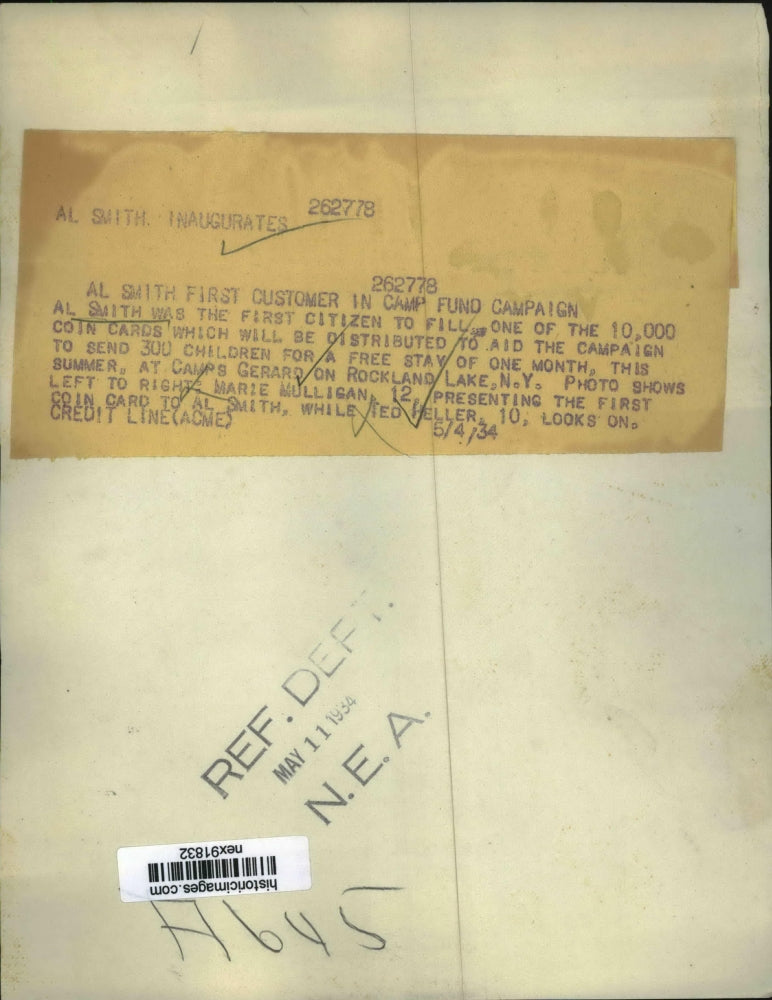 AL SMITH. INAUGURATES 262778
262778
AL SMITH FIRST CUSTOMER IN CAMP FUND CAMPAIGN
AL SMITH WAS THE FIRST CITIZEN TO FILL ONE OF THE 10,000
COIN CARDS WHICH WILL BE DISTRIBUTED TO AID THE CAMPAIGN
TO SEND 300 CHILDREN FOR A FREE STAY OF ONE MONTH, THIS
SUMMER, AT CAMPS GERARD ON ROCKLAND LAKE, N.Y. PHOTO SHOWS
LEFT TO RIGHT: MARIE MULLIGAN, 12, PRESENTING THE FIRST
COIN CARD TO AL SMITH, WHILE TED HELLER, 10, LOOKS ON.
CREDIT LINE(ACME) 5/4/34
REF. DEPT.
MAY 11 1934
N. E. A.
historicimages.com
nex91832
A645